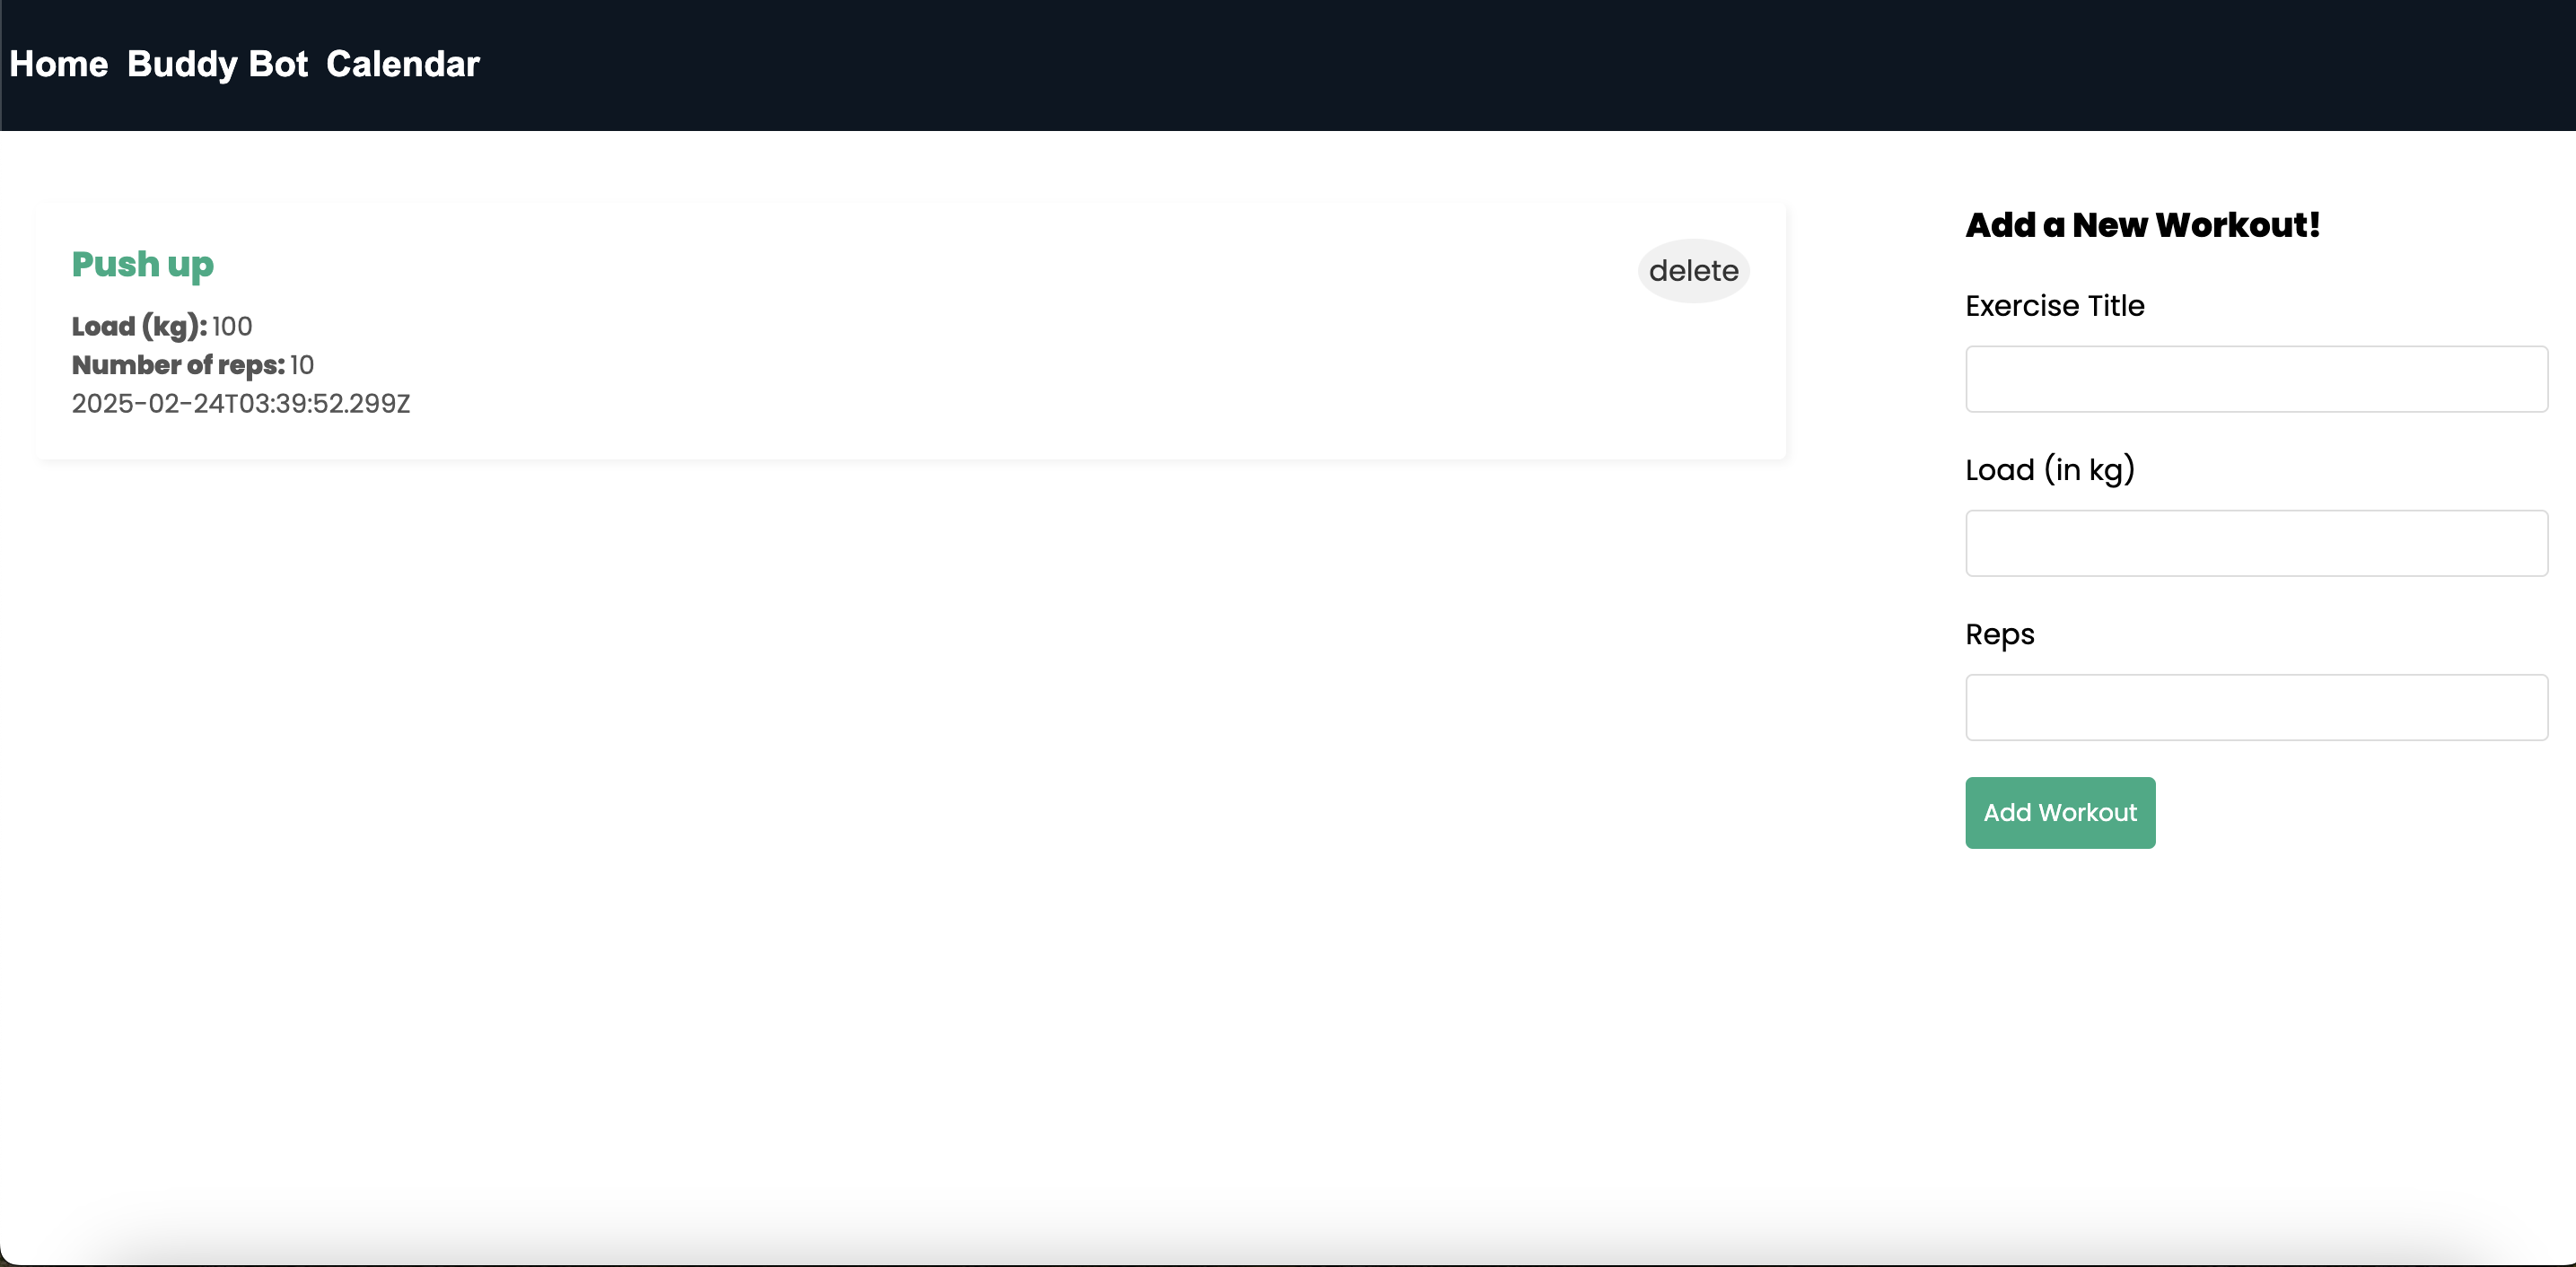 Home Buddy Bot Calendar
Push up
delete
Load (kg): 100
Number of reps: 10
2025-02-24T03:39:52.299Z
Add a New Workout!
Exercise Title
Load (in kg)
Reps
Add Workout